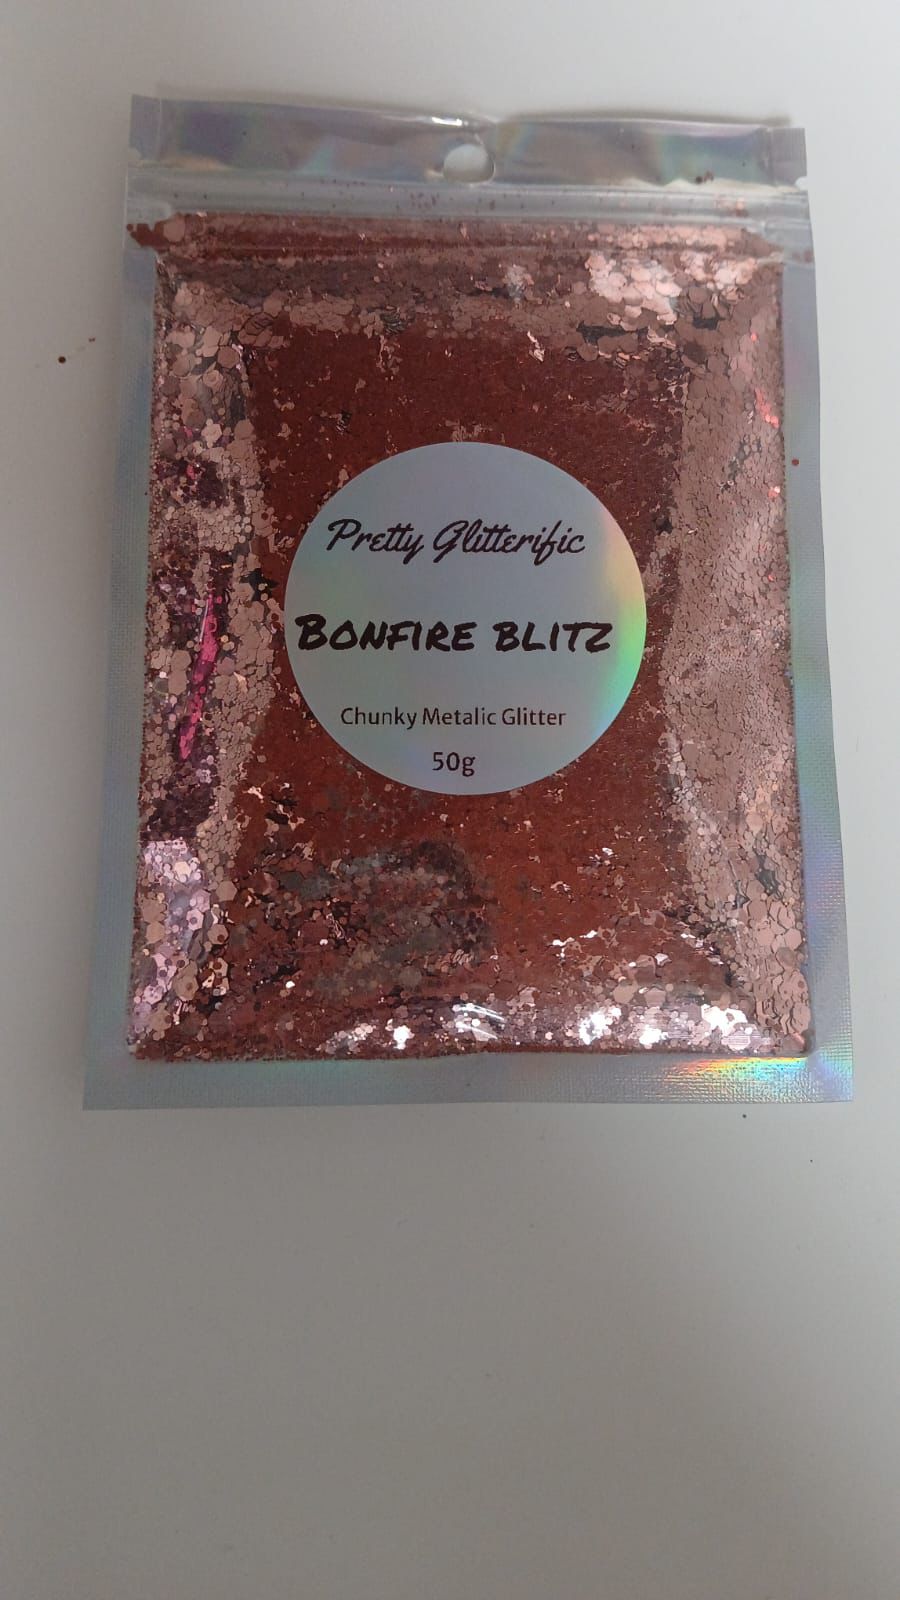 Pretty Glitterific
BONFIRE BLITZ
Chunky Metalic Glitter
50g